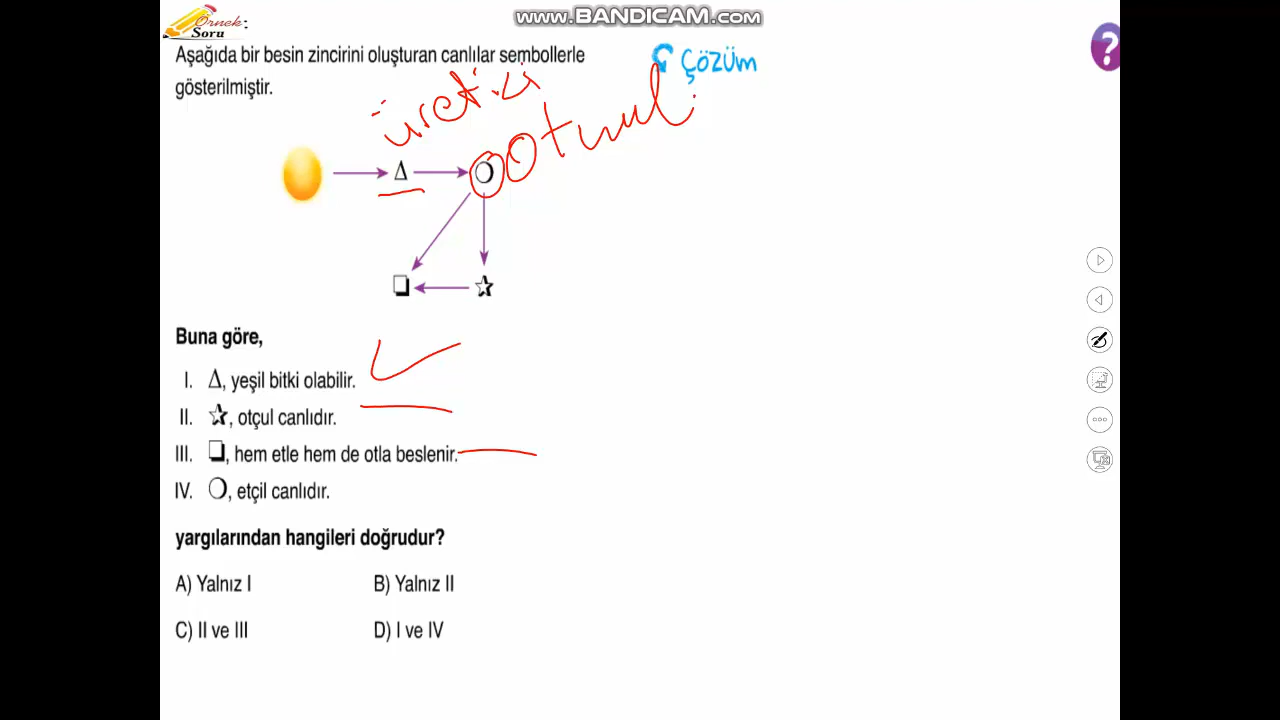 www.BANDICAM.com
Örnek Soru :
Aşağıda bir besin zincirini oluşturan canlılar sembollerle
gösterilmiştir.
Çözüm
?
üretici
Otçul
Buna göre,
I. Δ, yeşil bitki olabilir.
II. ☆, otçul canlıdır.
III. ❏, hem etle hem de otla beslenir.
IV. ❍, etçil canlıdır.
yargılarından hangileri doğrudur?
A) Yalnız I B) Yalnız II
C) II ve III D) I ve IV